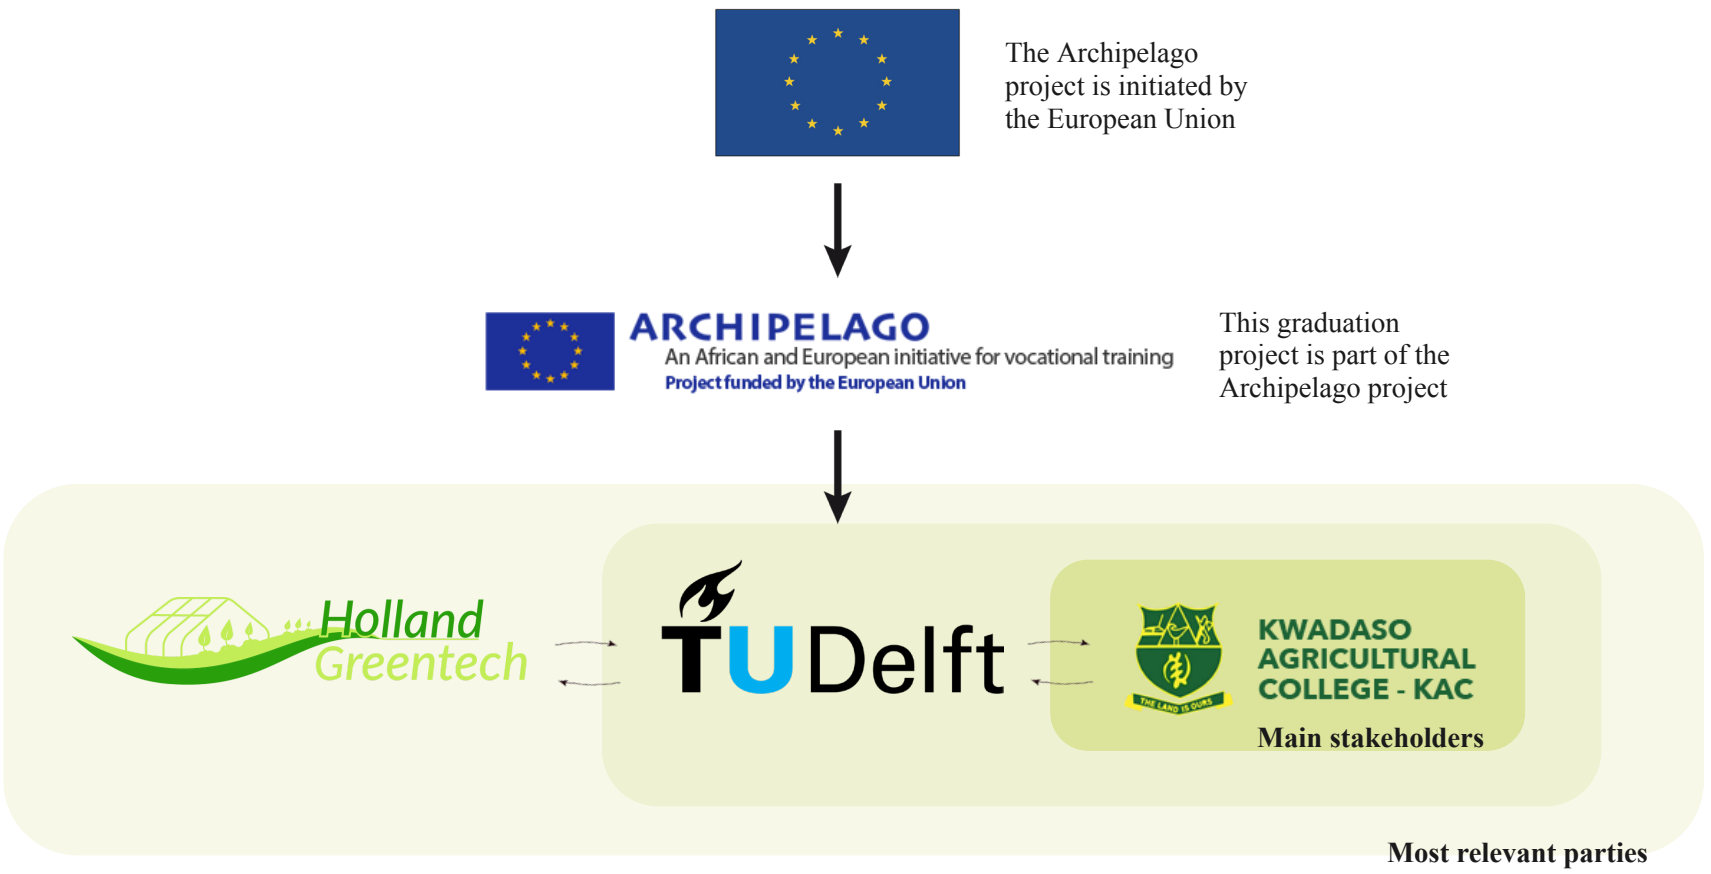 The Archipelago
project is initiated by
the European Union
ARCHIPELAGO
An African and European initiative for vocational training
Project funded by the European Union
This graduation
project is part of the
Archipelago project
Holland
Greentech
TUDelft
THE LAND IS OURS
KWADASO
AGRICULTURAL
COLLEGE - KAC
Main stakeholders
Most relevant parties